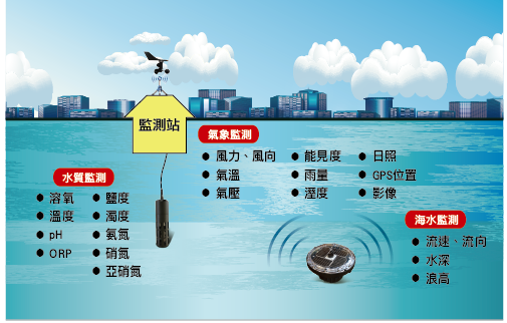 監測站
氣象監測
● 風力、風向 ● 能見度 ● 日照
● 氣溫 ● 雨量 ● GPS位置
● 氣壓 ● 溼度 ● 影像
水質監測
● 溶氧 ● 鹽度
● 溫度 ● 濁度
● pH ● 氨氮
● ORP ● 硝氮
● 亞硝氮
海水監測
● 流速、流向
● 水深
● 浪高